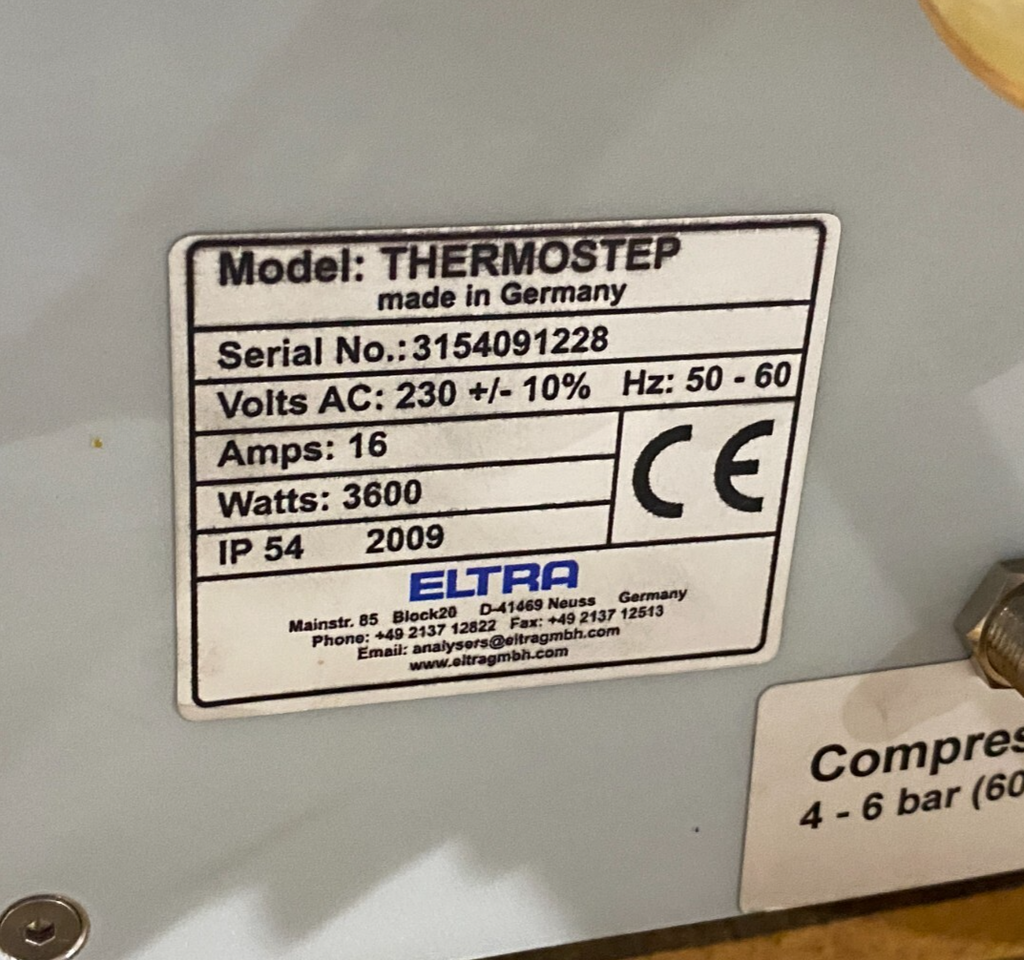 Model: THERMOSTEP
made in Germany
Serial No.: 3154091228
Volts AC: 230 +/- 10% Hz: 50 - 60
Amps: 16
Watts: 3600
IP 54 2009
CE
ELTRA
Mainstr. 85 Block20 D-41469 Neuss Germany
Phone: +49 2137 12822 Fax: +49 2137 12513
Email: analysers@eltragmbh.com
www.eltragmbh.com
Compres
4 - 6 bar (60